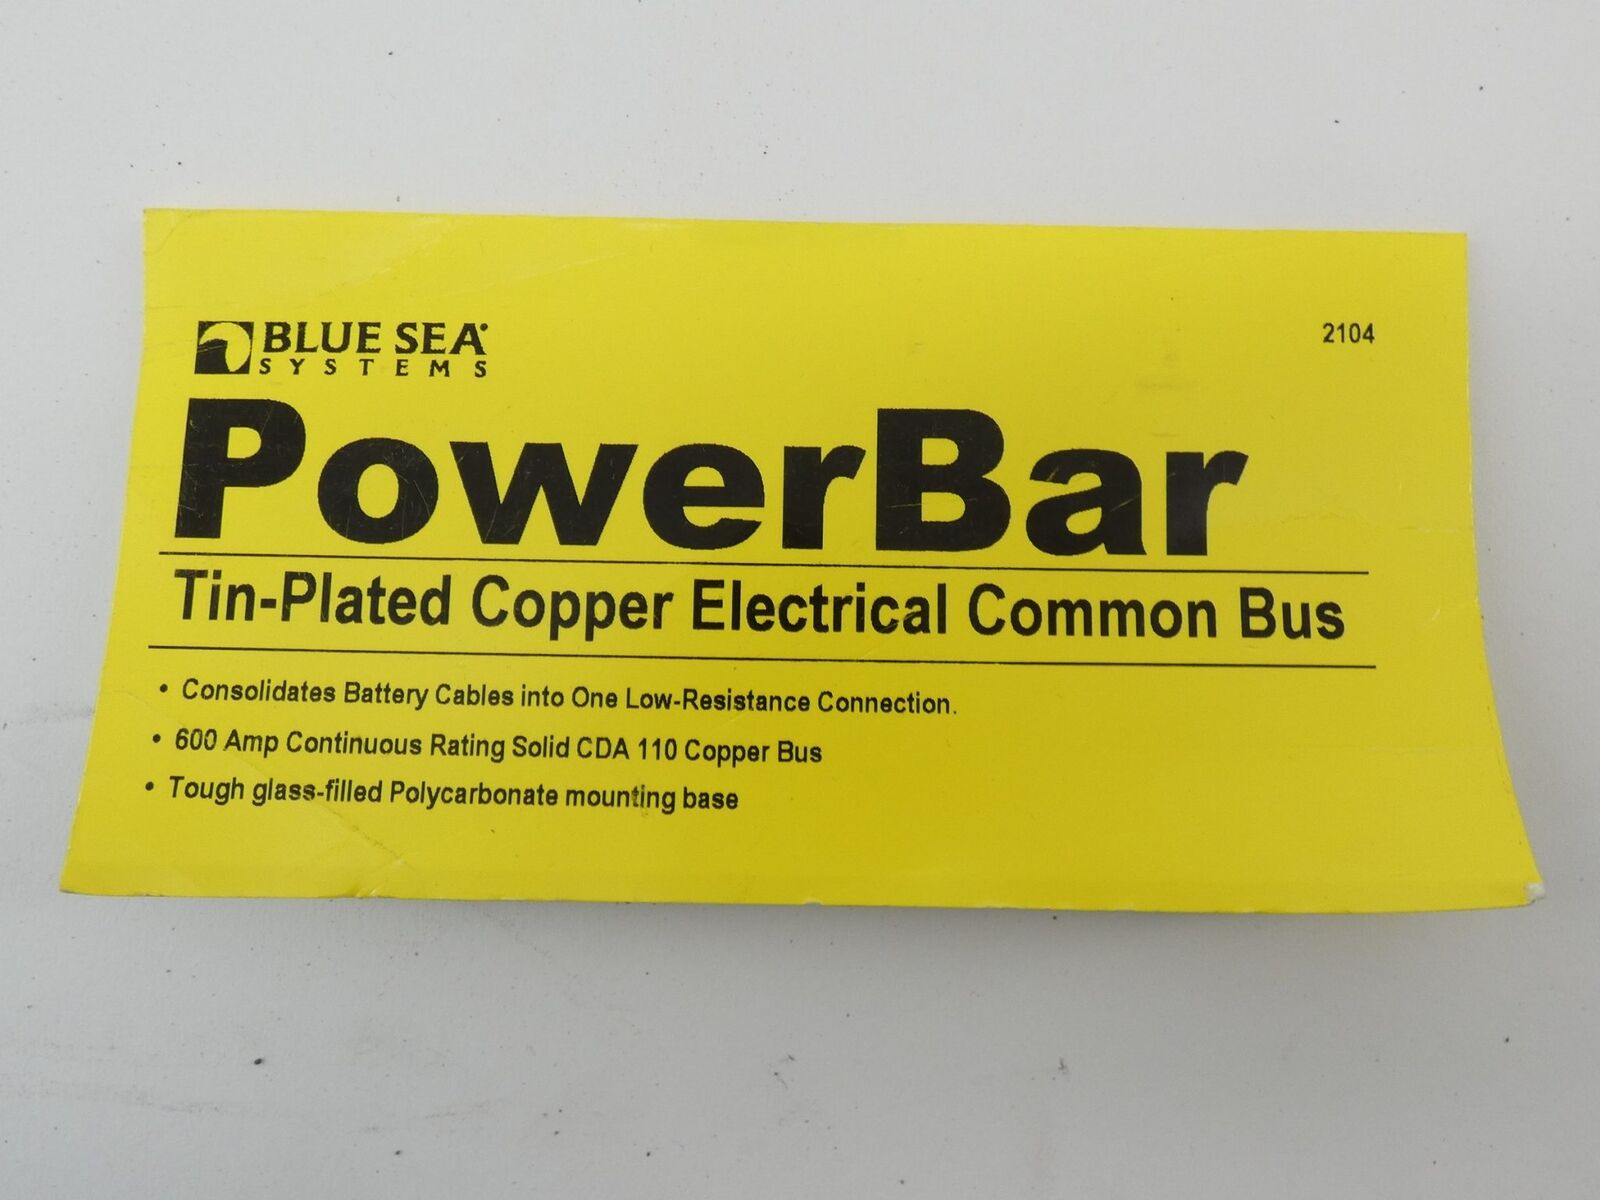 BLUE SEA
SYSTEMS
2104
PowerBar
Tin-Plated Copper Electrical Common Bus
• Consolidates Battery Cables into One Low-Resistance Connection.
• 600 Amp Continuous Rating Solid CDA 110 Copper Bus
• Tough glass-filled Polycarbonate mounting base